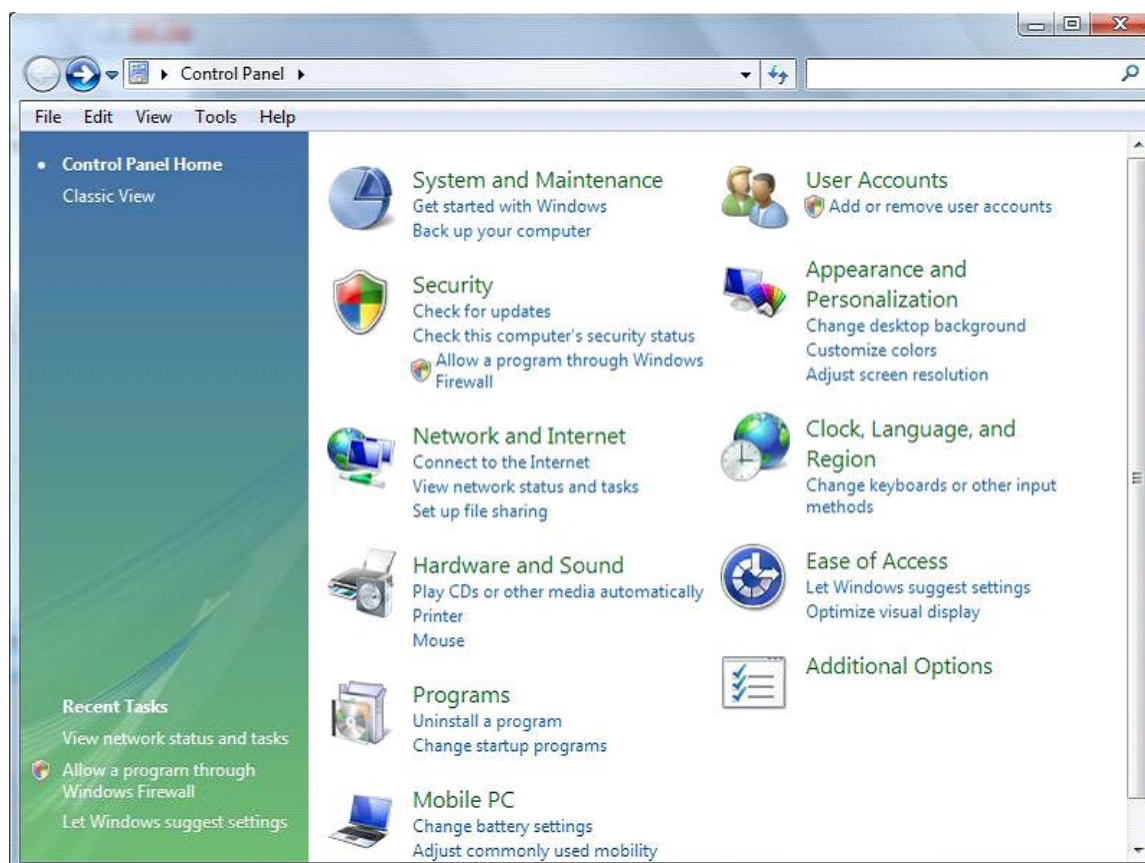 Control Panel
File Edit View Tools Help
Control Panel Home
Classic View
Recent Tasks
View network status and tasks
Allow a program through
Windows Firewall
Let Windows suggest settings
System and Maintenance
Get started with Windows
Back up your computer
Security
Check for updates
Check this computer's security status
Allow a program through Windows
Firewall
Network and Internet
Connect to the Internet
View network status and tasks
Set up file sharing
Hardware and Sound
Play CDs or other media automatically
Printer
Mouse
Programs
Uninstall a program
Change startup programs
Mobile PC
Change battery settings
Adjust commonly used mobility
User Accounts
Add or remove user accounts
Appearance and
Personalization
Change desktop background
Customize colors
Adjust screen resolution
Clock, Language, and
Region
Change keyboards or other input
methods
Ease of Access
Let Windows suggest settings
Optimize visual display
Additional Options